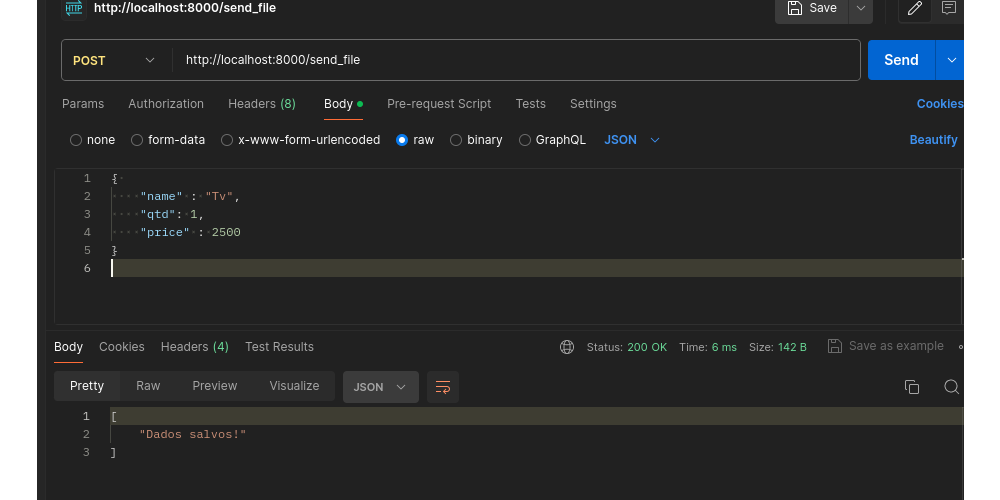 HTTP http://localhost:8000/send_file Save
POST http://localhost:8000/send_file Send
Params Authorization Headers (8) Body Pre-request Script Tests Settings Cookies
none form-data x-www-form-urlencoded raw binary GraphQL JSON Beautify
1 {
2 "name" : "Tv",
3 "qtd": 1,
4 "price" : 2500
5 }
6
Body Cookies Headers (4) Test Results Status: 200 OK Time: 6 ms Size: 142 B Save as example
Pretty Raw Preview Visualize JSON
1 [
2 "Dados salvos!"
3 ]